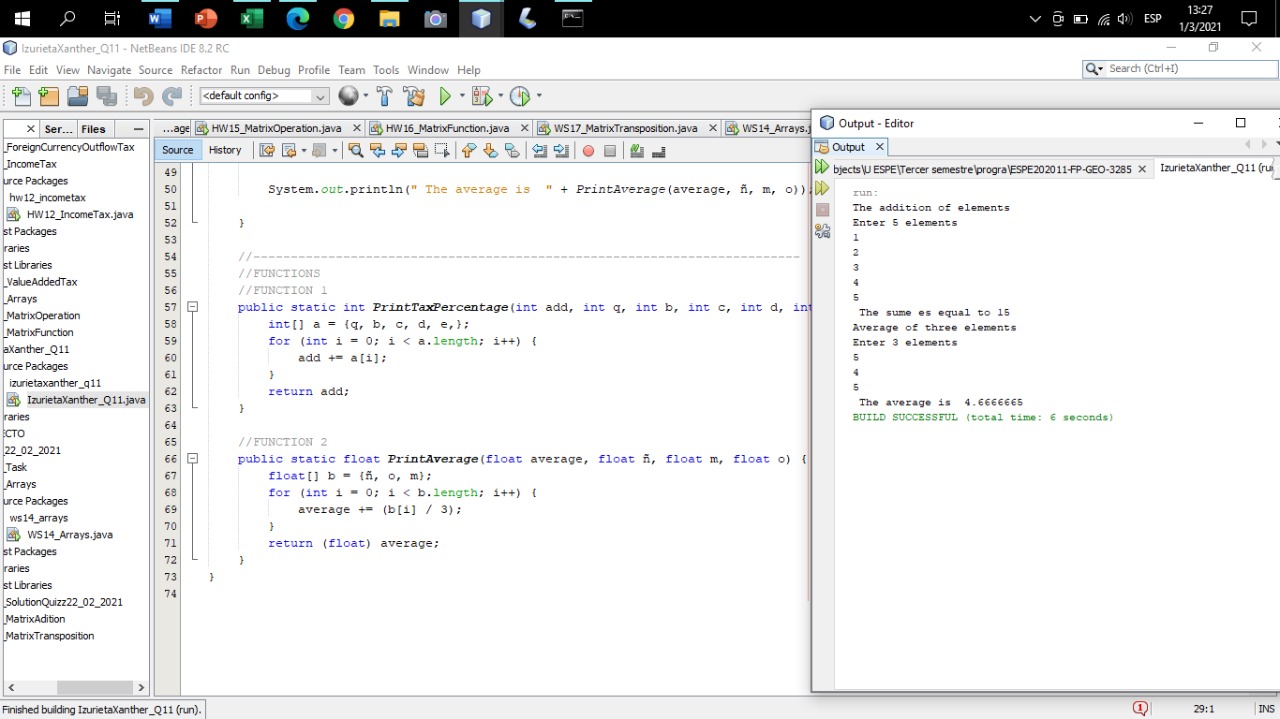 13:27
ESP
1/3/2021
IzurietaXanther_Q11 - NetBeans IDE 8.2 RC
File Edit View Navigate Source Refactor Run Debug Profile Team Tools Window Help
Search (Ctrl+I)
<default config>
Ser... Files
...age HW15_MatrixOperation.java HW16_MatrixFunction.java WS17_MatrixTransposition.java WS14_Arrays.j
Source History
_ForeignCurrencyOutflowTax
_IncomeTax
urce Packages
hw12_incometax
HW12_IncomeTax.java
st Packages
raries
st Libraries
_ValueAddedTax
_Arrays
_MatrixOperation
_MatrixFunction
aXanther_Q11
urce Packages
izurietaxanther_q11
IzurietaXanther_Q11.java
raries
ECTO
22_02_2021
_Task
_Arrays
urce Packages
ws14_arrays
WS14_Arrays.java
st Packages
raries
st Libraries
_SolutionQuizz22_02_2021
_MatrixAdition
_MatrixTransposition
49
50 System.out.println(" The average is  " + PrintAverage(average, ñ, m, o));
51
52 }
53
54 //-------------------------------------------------------------------------
55 //FUNCTIONS
56 //FUNCTION 1
57 public static int PrintTaxPercentage(int add, int q, int b, int c, int d, int
58 int[] a = {q, b, c, d, e,};
59 for (int i = 0; i < a.length; i++) {
60 add += a[i];
61 }
62 return add;
63 }
64
65 //FUNCTION 2
66 public static float PrintAverage(float average, float ñ, float m, float o) {
67 float[] b = {ñ, o, m};
68 for (int i = 0; i < b.length; i++) {
69 average += (b[i] / 3);
70 }
71 return (float) average;
72 }
73 }
74
Output - Editor
Output
bjects\U ESPE\Tercer semestre\progra\ESPE202011-FP-GEO-3285 IzurietaXanther_Q11 (ru
run:
The addition of elements
Enter 5 elements
1
2
3
4
5
The sume es equal to 15
Average of three elements
Enter 3 elements
5
4
5
The average is  4.6666665
BUILD SUCCESSFUL (total time: 6 seconds)
Finished building IzurietaXanther_Q11 (run).
1
29:1
INS